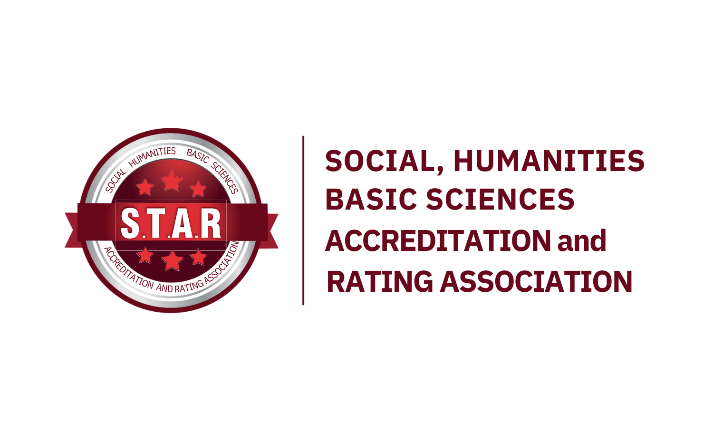 SOCIAL HUMANITIES BASIC SCIENCES
S.T.A.R
ACCREDITATION AND RATING ASSOCIATION
SOCIAL, HUMANITIES
BASIC SCIENCES
ACCREDITATION and
RATING ASSOCIATION